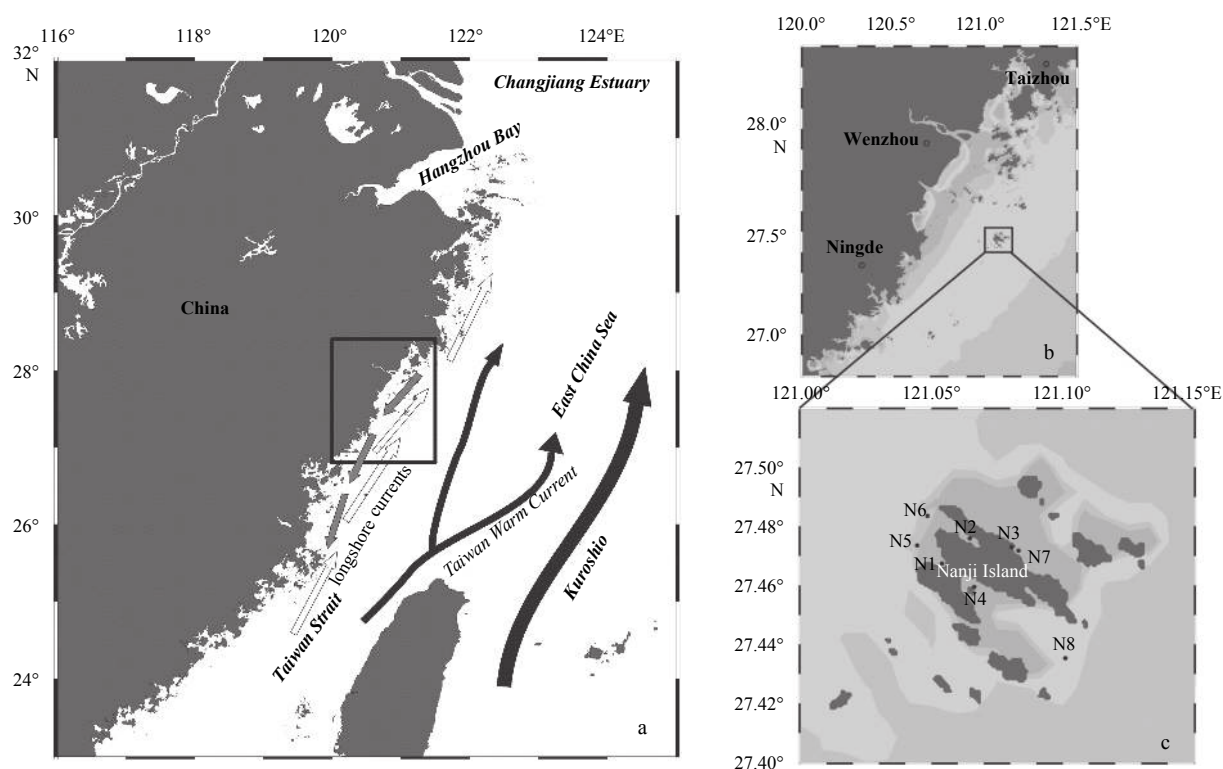 116° 118° 120° 122° 124°E
32°
N
30°
28°
26°
24°
Changjiang Estuary
Hangzhou Bay
China
East China Sea
longshore currents
Taiwan Warm Current
Kuroshio
Taiwan Strait
a
120.0° 120.5° 121.0° 121.5°E
28.0°
N
27.5°
27.0°
Taizhou
Wenzhou
Ningde
b
121.00° 121.05° 121.10° 121.15°E
27.50°
N
27.48°
27.46°
27.44°
27.42°
27.40°
N6
N2
N3
N5
N1
N7
Nanji Island
N4
N8
c